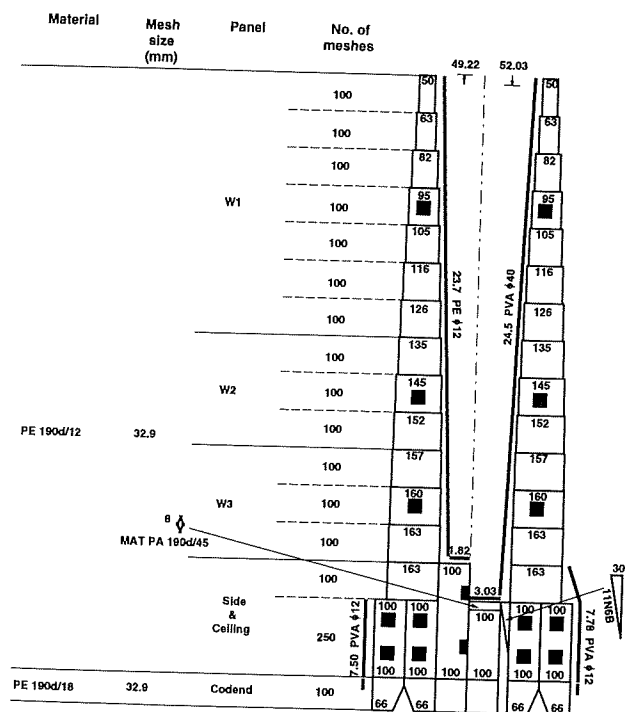 Material
Mesh size (mm)
Panel
No. of meshes
49.22 52.03
100 50 50
100 63 63
100 82 82
W1 100 95 95
100 105 105
100 116 116
23.7 PE ϕ12
24.5 PVA ϕ40
100 126 126
100 135 135
W2 100 145 145
100 152 152
PE 190d/12 32.9
100 157 157
W3 100 160 160
8
MAT PA 190d/45
100 163 163
1.82
100 163 100 163
3.03
30
11N6B
Side & Ceiling
250
7.50 PVA ϕ12
100 100 100 100 100
7.78 PVA ϕ12
100 100 100 100 100 100
PE 190d/18 32.9 Codend 100
66 66 66 66